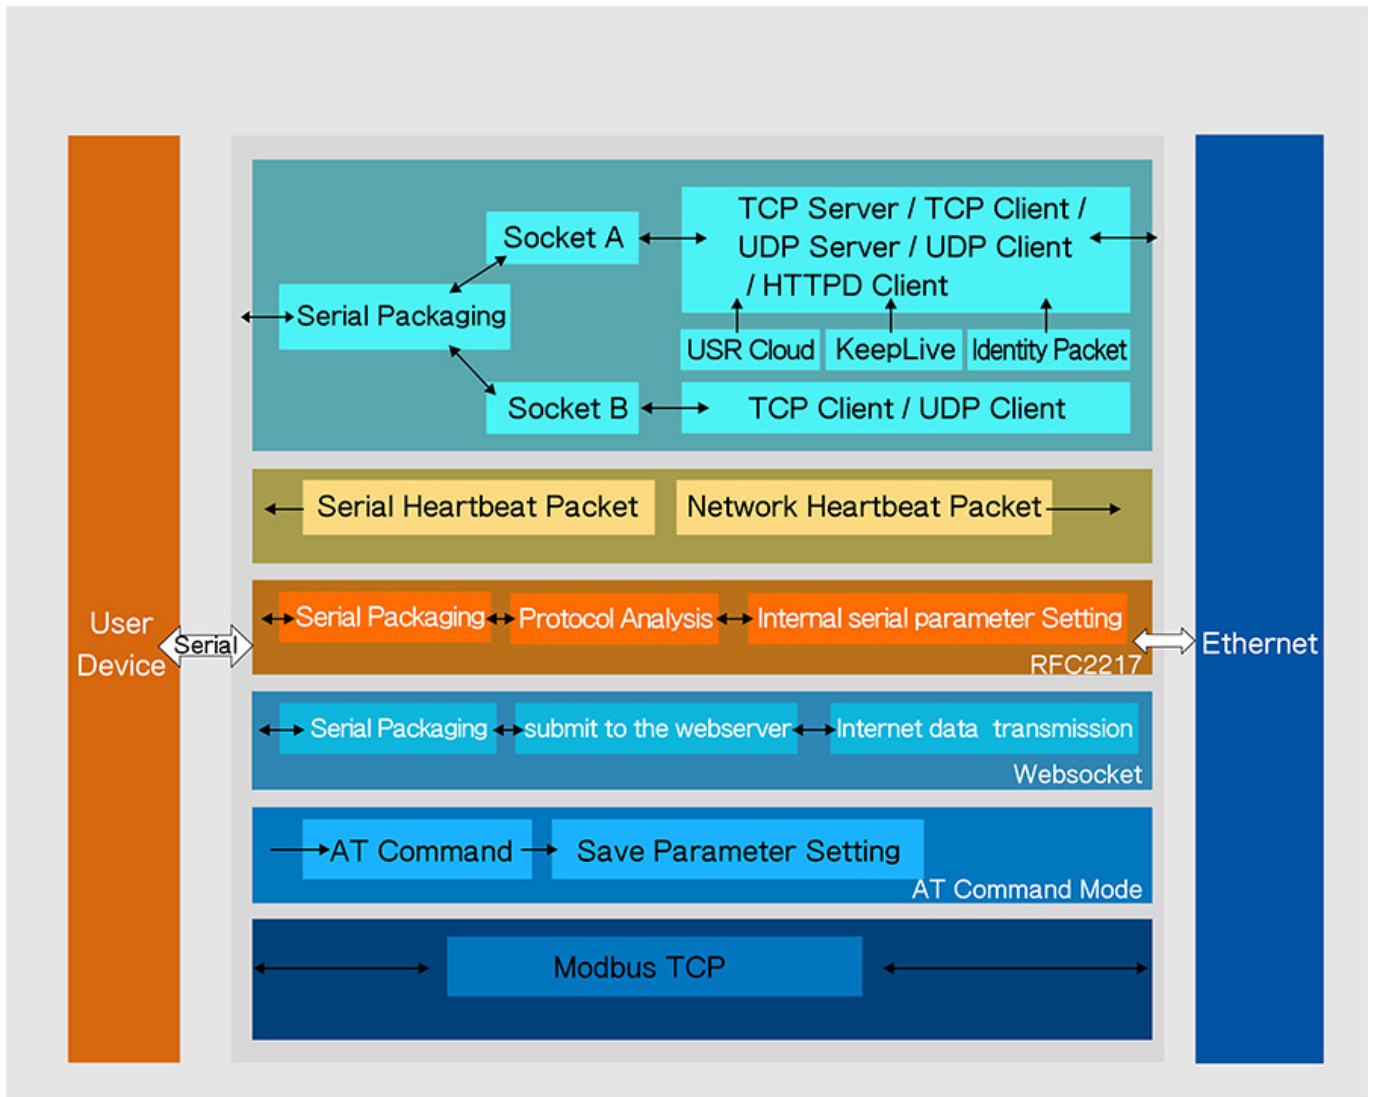 TCP Server / TCP Client /
UDP Server / UDP Client
/ HTTPD Client
Socket A
Serial Packaging
USR Cloud
KeepLive
Identity Packet
Socket B
TCP Client / UDP Client
Serial Heartbeat Packet
Network Heartbeat Packet
User
Device
Serial
Serial Packaging
Protocol Analysis
Internal serial parameter Setting
RFC2217
Ethernet
Serial Packaging
submit to the webserver
Internet data transmission
Websocket
AT Command
Save Parameter Setting
AT Command Mode
Modbus TCP